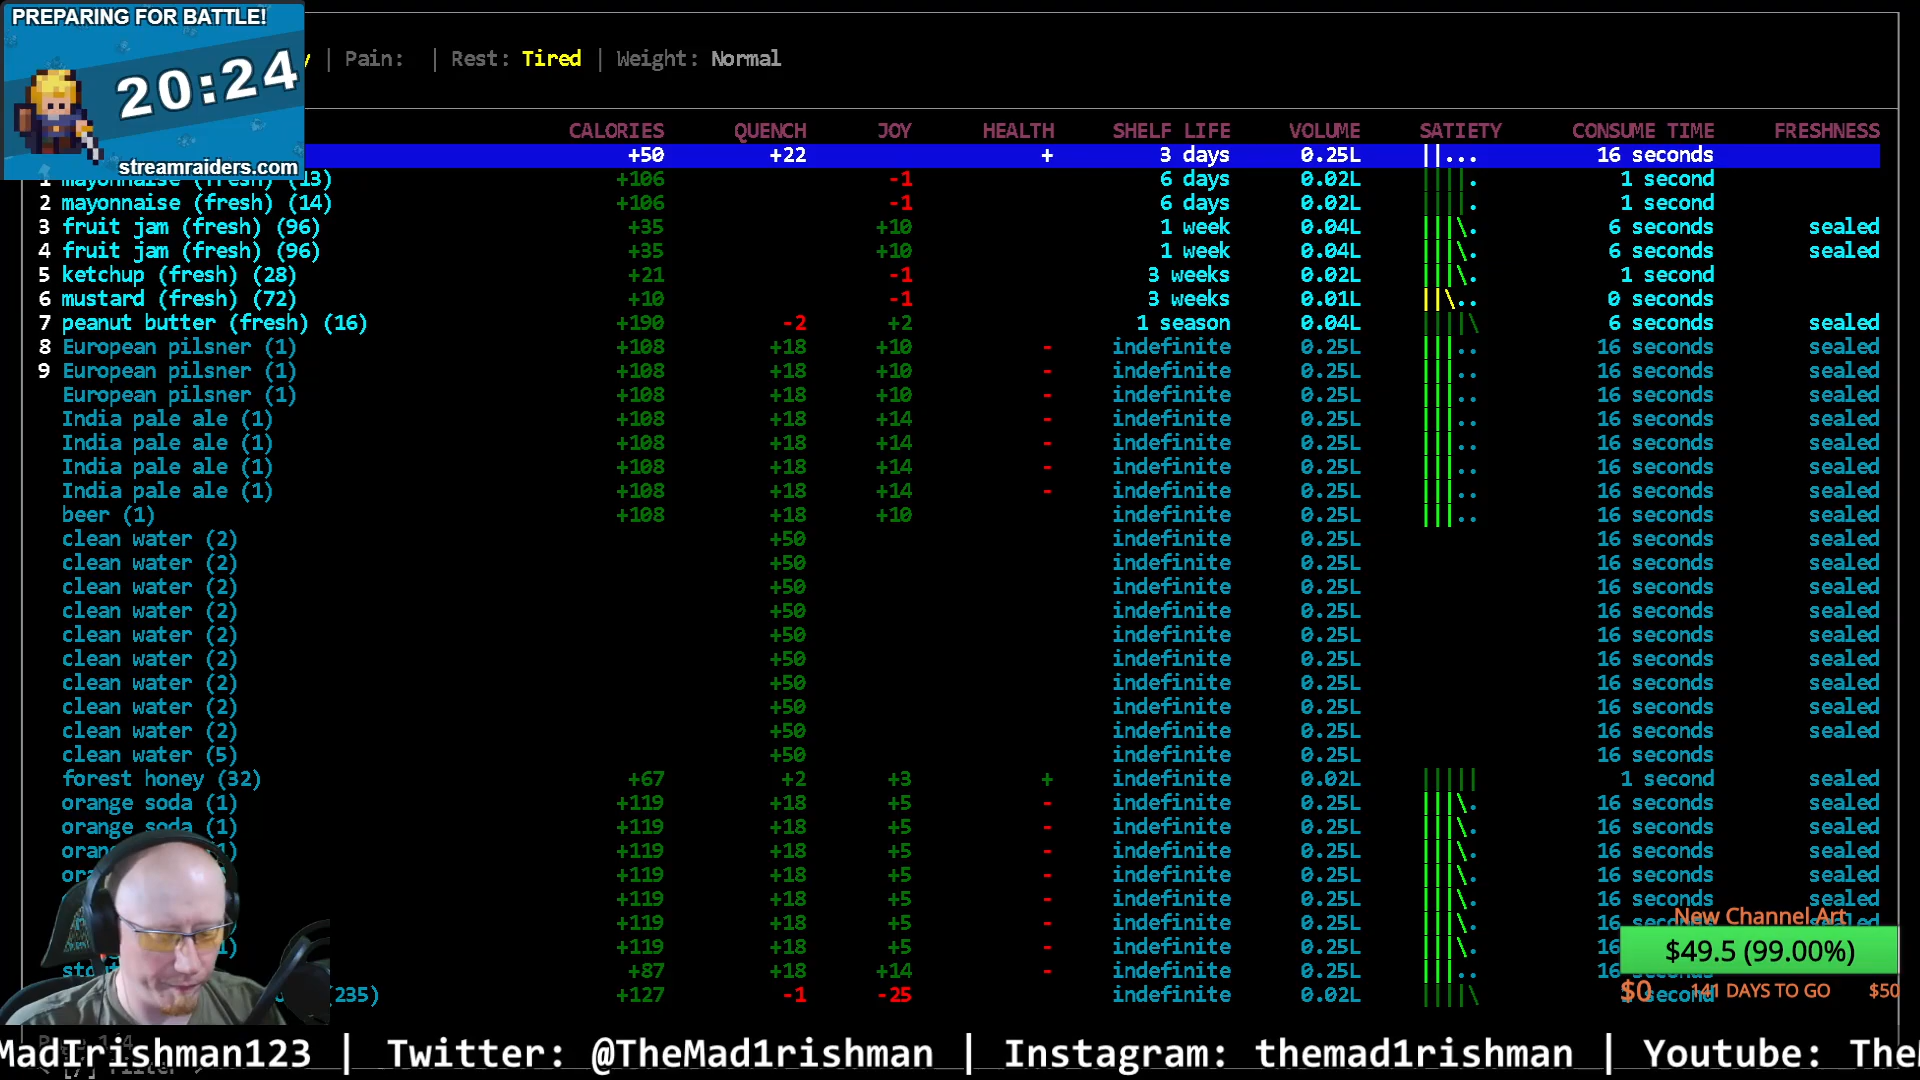 PREPARING FOR BATTLE!
20:24
streamraiders.com
| Pain: | Rest: Tired | Weight: Normal
CALORIES QUENCH JOY HEALTH SHELF LIFE VOLUME SATIETY CONSUME TIME FRESHNESS
+50 +22 + 3 days 0.25L ||... 16 seconds
1 mayonnaise (fresh) (13) +106 -1 6 days 0.02L ||||. 1 second
2 mayonnaise (fresh) (14) +106 -1 6 days 0.02L ||||. 1 second
3 fruit jam (fresh) (96) +35 +10 1 week 0.04L |||\. 6 seconds sealed
4 fruit jam (fresh) (96) +35 +10 1 week 0.04L |||\. 6 seconds sealed
5 ketchup (fresh) (28) +21 -1 3 weeks 0.02L |||\. 1 second
6 mustard (fresh) (72) +10 -1 3 weeks 0.01L ||\.. 0 seconds
7 peanut butter (fresh) (16) +190 -2 +2 1 season 0.04L ||||\ 6 seconds sealed
8 European pilsner (1) +108 +18 +10 - indefinite 0.25L |||.. 16 seconds sealed
9 European pilsner (1) +108 +18 +10 - indefinite 0.25L |||.. 16 seconds sealed
European pilsner (1) +108 +18 +10 - indefinite 0.25L |||.. 16 seconds sealed
India pale ale (1) +108 +18 +14 - indefinite 0.25L |||.. 16 seconds sealed
India pale ale (1) +108 +18 +14 - indefinite 0.25L |||.. 16 seconds sealed
India pale ale (1) +108 +18 +14 - indefinite 0.25L |||.. 16 seconds sealed
India pale ale (1) +108 +18 +14 - indefinite 0.25L |||.. 16 seconds sealed
beer (1) +108 +18 +10 indefinite 0.25L |||.. 16 seconds sealed
clean water (2) +50 indefinite 0.25L 16 seconds sealed
clean water (2) +50 indefinite 0.25L 16 seconds sealed
clean water (2) +50 indefinite 0.25L 16 seconds sealed
clean water (2) +50 indefinite 0.25L 16 seconds sealed
clean water (2) +50 indefinite 0.25L 16 seconds sealed
clean water (2) +50 indefinite 0.25L 16 seconds sealed
clean water (2) +50 indefinite 0.25L 16 seconds sealed
clean water (2) +50 indefinite 0.25L 16 seconds sealed
clean water (2) +50 indefinite 0.25L 16 seconds sealed
clean water (5) +50 indefinite 0.25L 16 seconds
forest honey (32) +67 +2 +3 + indefinite 0.02L ||||| 1 second sealed
orange soda (1) +119 +18 +5 - indefinite 0.25L |||\. 16 seconds sealed
orange soda (1) +119 +18 +5 - indefinite 0.25L |||\. 16 seconds sealed
+119 +18 +5 - indefinite 0.25L |||\. 16 seconds sealed
+119 +18 +5 - indefinite 0.25L |||\. 16 seconds sealed
+119 +18 +5 - indefinite 0.25L |||\. 16 seconds sealed
+119 +18 +5 - indefinite 0.25L |||\. 16 seconds sealed
+119 +18 +5 - indefinite 0.25L |||\. 16
+87 +18 +14 - indefinite 0.25L |||.. 16
(235) +127 -1 -25 indefinite 0.02L ||||\ second
New Channel Art
$49.5 (99.00%)
$0 141 DAYS TO GO $50
MadIrishman123 | Twitter: @TheMad1rishman | Instagram: themad1rishman | Youtube: The